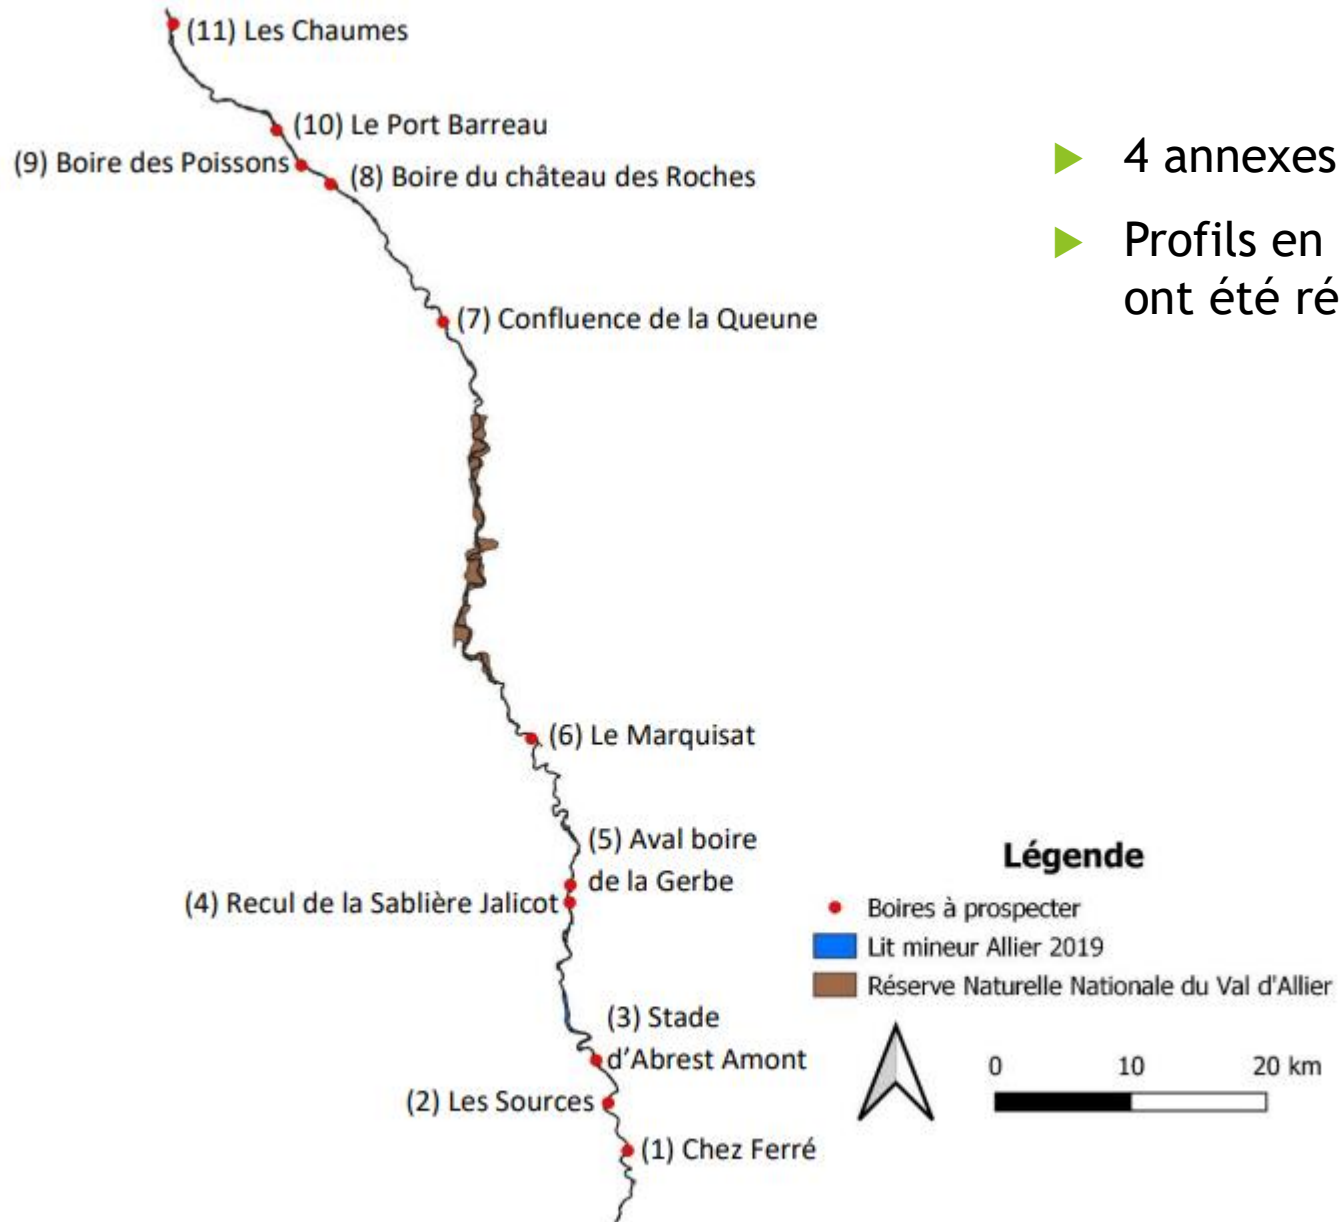 (11) Les Chaumes
(10) Le Port Barreau
(9) Boire des Poissons
(8) Boire du château des Roches
(7) Confluence de la Queune
(6) Le Marquisat
(5) Aval boire
de la Gerbe
(4) Recul de la Sablière Jalicot
(3) Stade
d'Abrest Amont
(2) Les Sources
(1) Chez Ferré
4 annexes
Profils en
ont été ré
Légende
Boires à prospecter
Lit mineur Allier 2019
Réserve Naturelle Nationale du Val d'Allier
0 10 20 km